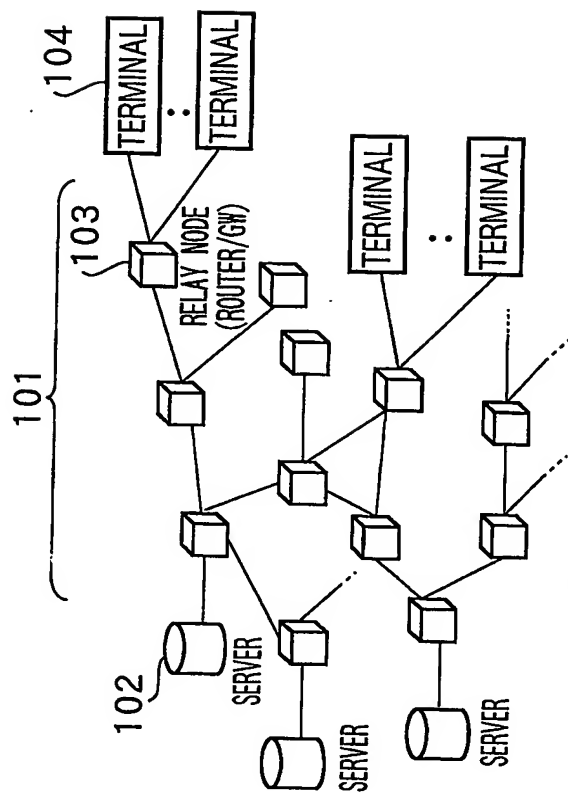 101
102
103
104
SERVER
SERVER
SERVER
RELAY NODE
(ROUTER/GW)
TERMINAL
TERMINAL
TERMINAL
TERMINAL